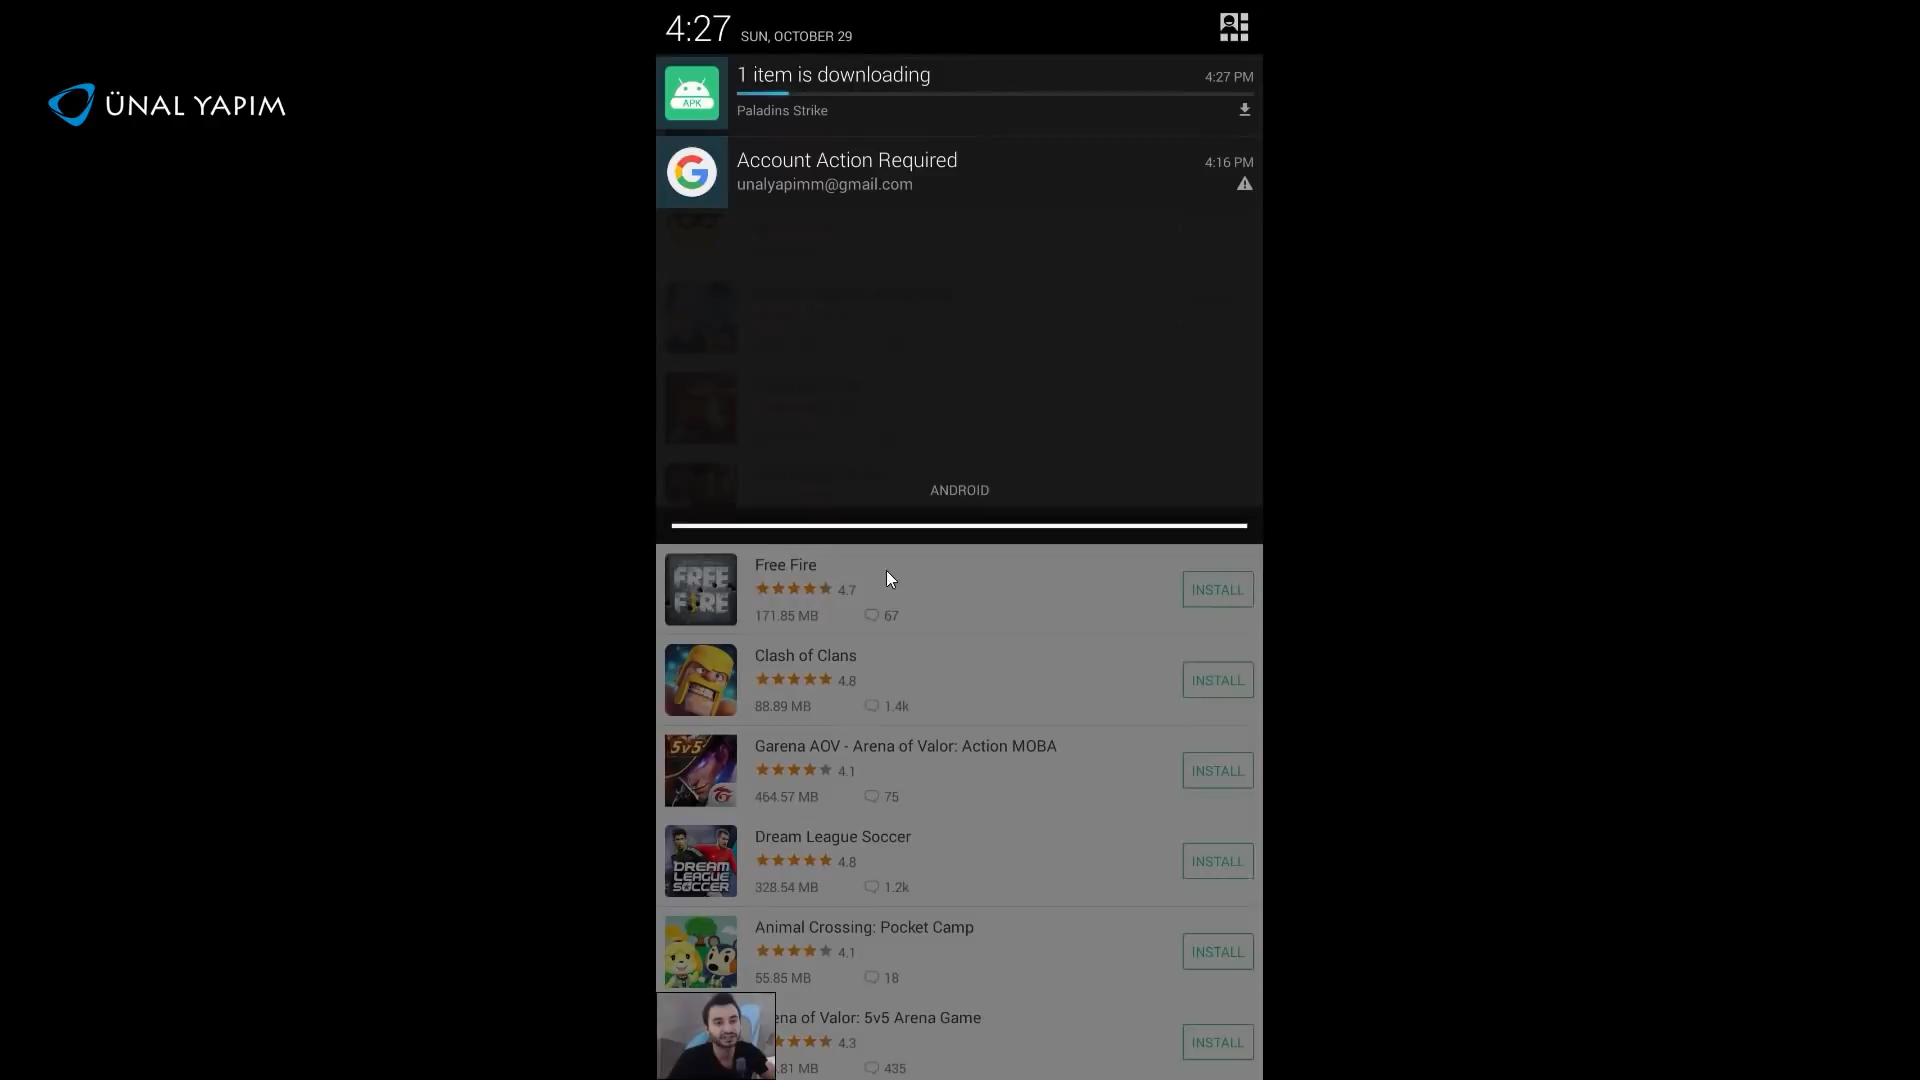 4:27 SUN, OCTOBER 29
ÜNAL YAPIM
1 item is downloading 4:27 PM
APK
Paladins Strike
Account Action Required 4:16 PM
unalyapimm@gmail.com
ANDROID
Free Fire
FREE FIRE
4.7
INSTALL
171.85 MB 67
Clash of Clans
4.8
INSTALL
88.89 MB 1.4k
Garena AOV - Arena of Valor: Action MOBA
5v5
4.1
INSTALL
464.57 MB 75
Dream League Soccer
DREAM LEAGUE SOCCER
4.8
INSTALL
328.54 MB 1.2k
Animal Crossing: Pocket Camp
4.1
INSTALL
55.85 MB 18
ena of Valor: 5v5 Arena Game
4.3
INSTALL
.81 MB 435